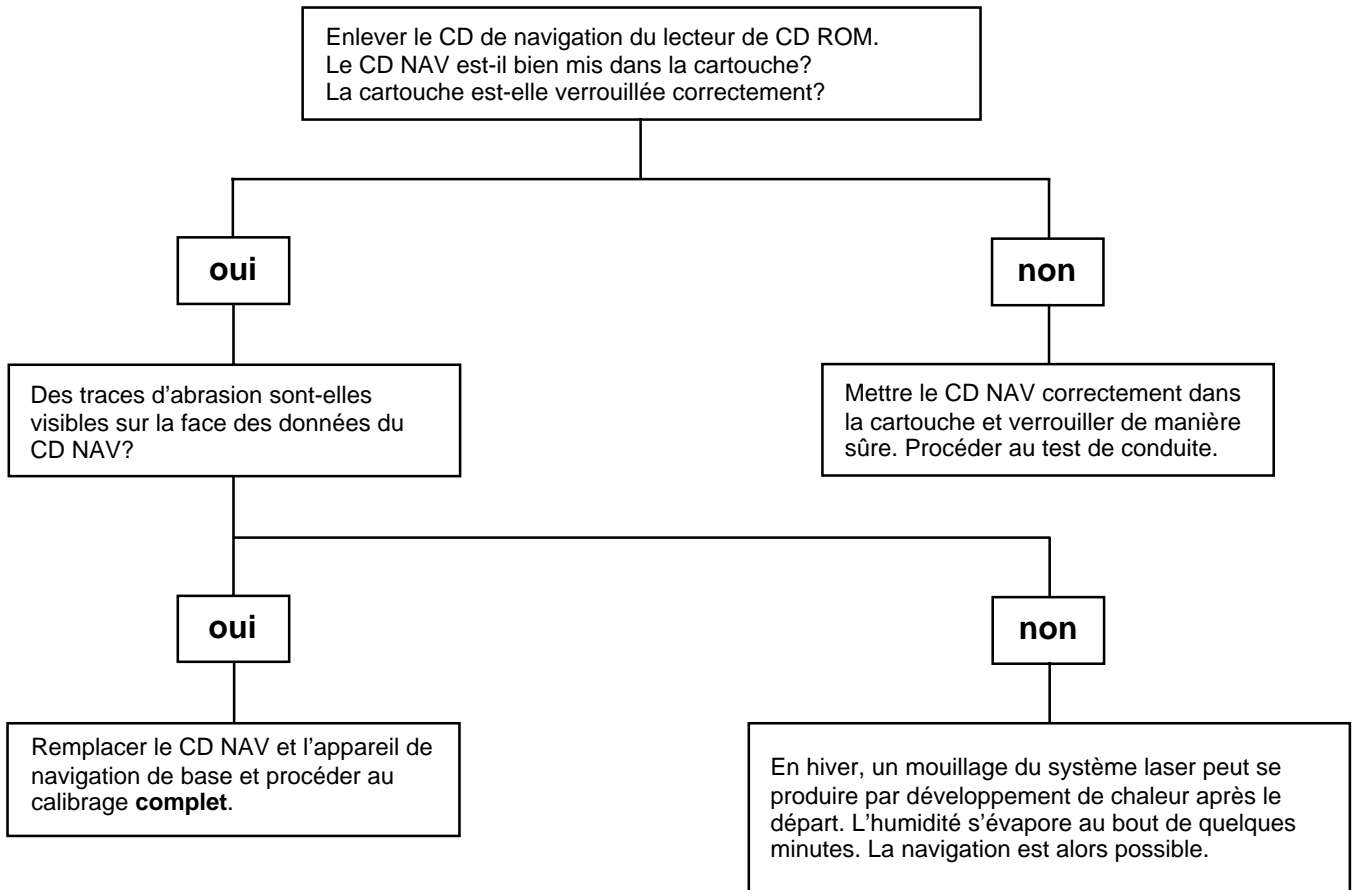 Enlever le CD de navigation du lecteur de CD ROM.
Le CD NAV est-il bien mis dans la cartouche?
La cartouche est-elle verrouillée correctement?
oui
non
Des traces d'abrasion sont-elles
visibles sur la face des données du
CD NAV?
Mettre le CD NAV correctement dans
la cartouche et verrouiller de manière
sûre. Procéder au test de conduite.
oui
non
Remplacer le CD NAV et l'appareil de
navigation de base et procéder au
calibrage complet.
En hiver, un mouillage du système laser peut se
produire par développement de chaleur après le
départ. L'humidité s'évapore au bout de quelques
minutes. La navigation est alors possible.